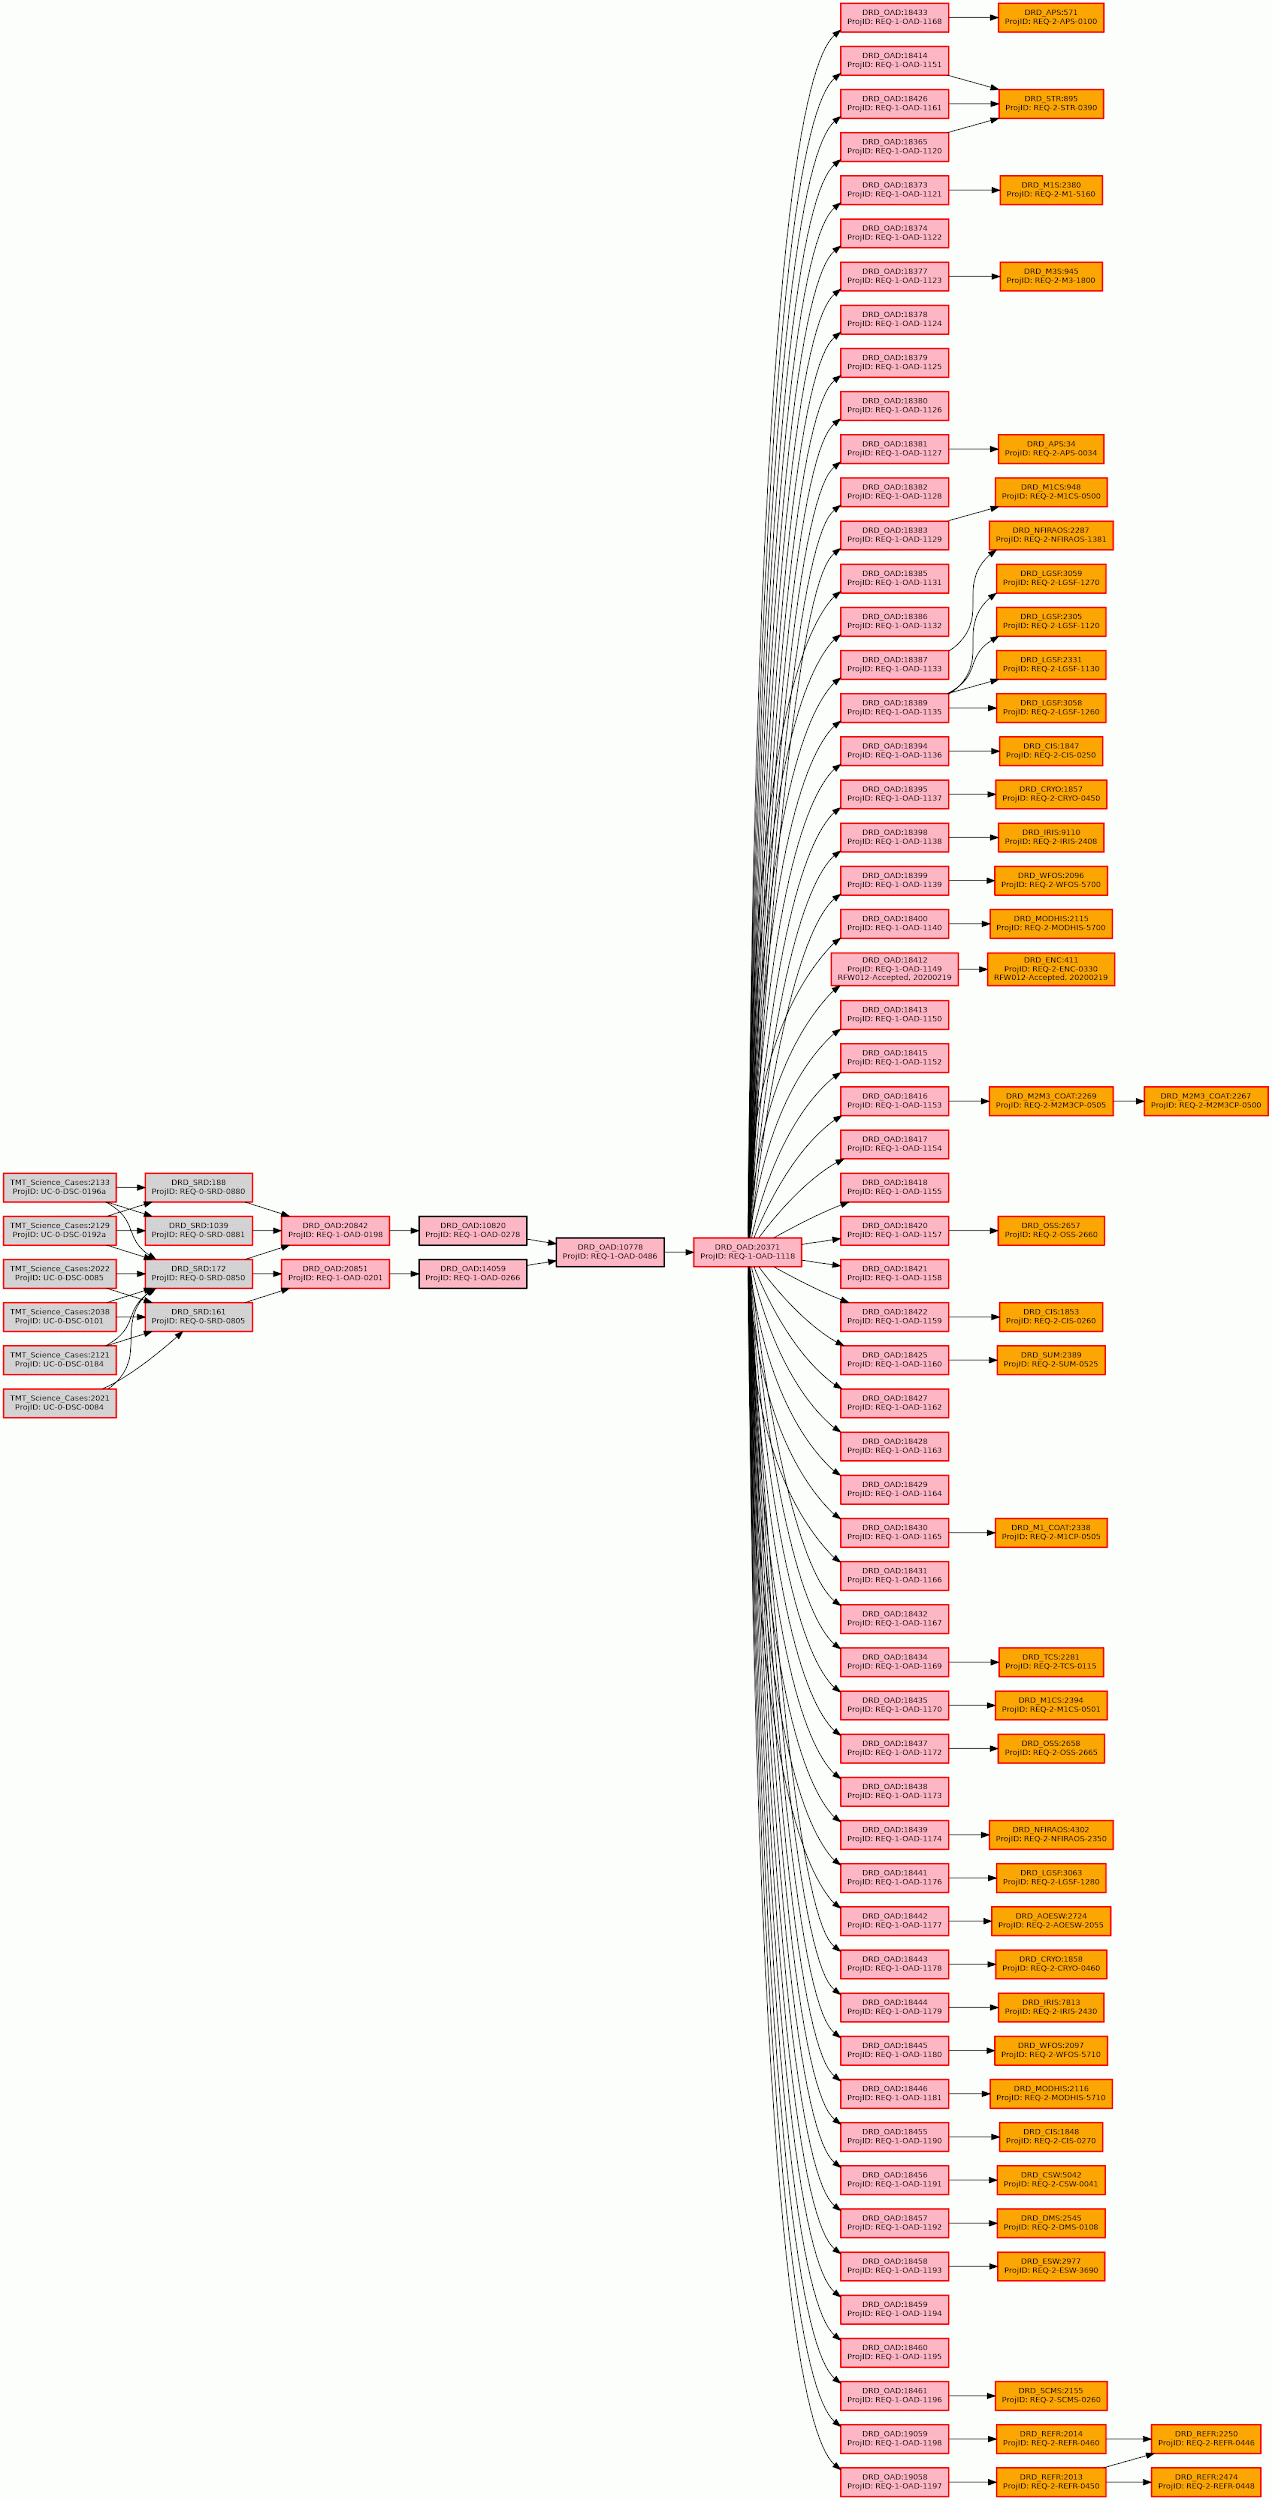 DRD_OAD:18433
ProjID: REQ-1-OAD-1168
DRD_APS:571
ProjID: REQ-2-APS-0100
DRD_OAD:18414
ProjID: REQ-1-OAD-1151
DRD_OAD:18426
ProjID: REQ-1-OAD-1161
DRD_STR:895
ProjID: REQ-2-STR-0390
DRD_OAD:18365
ProjID: REQ-1-OAD-1120
DRD_OAD:18373
ProjID: REQ-1-OAD-1121
DRD_M1S:2380
ProjID: REQ-2-M1-5160
DRD_OAD:18374
ProjID: REQ-1-OAD-1122
DRD_OAD:18377
ProjID: REQ-1-OAD-1123
DRD_M3S:945
ProjID: REQ-2-M3-1800
DRD_OAD:18378
ProjID: REQ-1-OAD-1124
DRD_OAD:18379
ProjID: REQ-1-OAD-1125
DRD_OAD:18380
ProjID: REQ-1-OAD-1126
DRD_OAD:18381
ProjID: REQ-1-OAD-1127
DRD_APS:34
ProjID: REQ-2-APS-0034
DRD_OAD:18382
ProjID: REQ-1-OAD-1128
DRD_M1CS:948
ProjID: REQ-2-M1CS-0500
DRD_OAD:18383
ProjID: REQ-1-OAD-1129
DRD_NFIRAOS:2287
ProjID: REQ-2-NFIRAOS-1381
DRD_OAD:18385
ProjID: REQ-1-OAD-1131
DRD_LGSF:3059
ProjID: REQ-2-LGSF-1270
DRD_OAD:18386
ProjID: REQ-1-OAD-1132
DRD_LGSF:2305
ProjID: REQ-2-LGSF-1120
DRD_OAD:18387
ProjID: REQ-1-OAD-1133
DRD_LGSF:2331
ProjID: REQ-2-LGSF-1130
DRD_OAD:18389
ProjID: REQ-1-OAD-1135
DRD_LGSF:3058
ProjID: REQ-2-LGSF-1260
DRD_OAD:18394
ProjID: REQ-1-OAD-1136
DRD_CIS:1847
ProjID: REQ-2-CIS-0250
DRD_OAD:18395
ProjID: REQ-1-OAD-1137
DRD_CRYO:1857
ProjID: REQ-2-CRYO-0450
DRD_OAD:18398
ProjID: REQ-1-OAD-1138
DRD_IRIS:9110
ProjID: REQ-2-IRIS-2408
DRD_OAD:18399
ProjID: REQ-1-OAD-1139
DRD_WFOS:2096
ProjID: REQ-2-WFOS-5700
DRD_OAD:18400
ProjID: REQ-1-OAD-1140
DRD_MODHIS:2115
ProjID: REQ-2-MODHIS-5700
DRD_OAD:18412
ProjID: REQ-1-OAD-1149
RFW012-Accepted, 20200219
DRD_ENC:411
ProjID: REQ-2-ENC-0330
RFW012-Accepted, 20200219
DRD_OAD:18413
ProjID: REQ-1-OAD-1150
DRD_OAD:18415
ProjID: REQ-1-OAD-1152
DRD_OAD:18416
ProjID: REQ-1-OAD-1153
DRD_M2M3_COAT:2269
ProjID: REQ-2-M2M3CP-0505
DRD_M2M3_COAT:2267
ProjID: REQ-2-M2M3CP-0500
DRD_OAD:18417
ProjID: REQ-1-OAD-1154
TMT_Science_Cases:2133
ProjID: UC-0-DSC-0196a
DRD_SRD:188
ProjID: REQ-0-SRD-0880
DRD_OAD:18418
ProjID: REQ-1-OAD-1155
TMT_Science_Cases:2129
ProjID: UC-0-DSC-0192a
DRD_SRD:1039
ProjID: REQ-0-SRD-0881
DRD_OAD:20842
ProjID: REQ-1-OAD-0198
DRD_OAD:10820
ProjID: REQ-1-OAD-0278
DRD_OAD:18420
ProjID: REQ-1-OAD-1157
DRD_OSS:2657
ProjID: REQ-2-OSS-2660
DRD_OAD:10778
ProjID: REQ-1-OAD-0486
DRD_OAD:20371
ProjID: REQ-1-OAD-1118
TMT_Science_Cases:2022
ProjID: UC-0-DSC-0085
DRD_SRD:172
ProjID: REQ-0-SRD-0850
DRD_OAD:20851
ProjID: REQ-1-OAD-0201
DRD_OAD:14059
ProjID: REQ-1-OAD-0266
DRD_OAD:18421
ProjID: REQ-1-OAD-1158
TMT_Science_Cases:2038
ProjID: UC-0-DSC-0101
DRD_SRD:161
ProjID: REQ-0-SRD-0805
DRD_OAD:18422
ProjID: REQ-1-OAD-1159
DRD_CIS:1853
ProjID: REQ-2-CIS-0260
TMT_Science_Cases:2121
ProjID: UC-0-DSC-0184
DRD_OAD:18425
ProjID: REQ-1-OAD-1160
DRD_SUM:2389
ProjID: REQ-2-SUM-0525
TMT_Science_Cases:2021
ProjID: UC-0-DSC-0084
DRD_OAD:18427
ProjID: REQ-1-OAD-1162
DRD_OAD:18428
ProjID: REQ-1-OAD-1163
DRD_OAD:18429
ProjID: REQ-1-OAD-1164
DRD_OAD:18430
ProjID: REQ-1-OAD-1165
DRD_M1_COAT:2338
ProjID: REQ-2-M1CP-0505
DRD_OAD:18431
ProjID: REQ-1-OAD-1166
DRD_OAD:18432
ProjID: REQ-1-OAD-1167
DRD_OAD:18434
ProjID: REQ-1-OAD-1169
DRD_TCS:2281
ProjID: REQ-2-TCS-0115
DRD_OAD:18435
ProjID: REQ-1-OAD-1170
DRD_M1CS:2394
ProjID: REQ-2-M1CS-0501
DRD_OAD:18437
ProjID: REQ-1-OAD-1172
DRD_OSS:2658
ProjID: REQ-2-OSS-2665
DRD_OAD:18438
ProjID: REQ-1-OAD-1173
DRD_OAD:18439
ProjID: REQ-1-OAD-1174
DRD_NFIRAOS:4302
ProjID: REQ-2-NFIRAOS-2350
DRD_OAD:18441
ProjID: REQ-1-OAD-1176
DRD_LGSF:3063
ProjID: REQ-2-LGSF-1280
DRD_OAD:18442
ProjID: REQ-1-OAD-1177
DRD_AOESW:2724
ProjID: REQ-2-AOESW-2055
DRD_OAD:18443
ProjID: REQ-1-OAD-1178
DRD_CRYO:1858
ProjID: REQ-2-CRYO-0460
DRD_OAD:18444
ProjID: REQ-1-OAD-1179
DRD_IRIS:7813
ProjID: REQ-2-IRIS-2430
DRD_OAD:18445
ProjID: REQ-1-OAD-1180
DRD_WFOS:2097
ProjID: REQ-2-WFOS-5710
DRD_OAD:18446
ProjID: REQ-1-OAD-1181
DRD_MODHIS:2116
ProjID: REQ-2-MODHIS-5710
DRD_OAD:18455
ProjID: REQ-1-OAD-1190
DRD_CIS:1848
ProjID: REQ-2-CIS-0270
DRD_OAD:18456
ProjID: REQ-1-OAD-1191
DRD_CSW:5042
ProjID: REQ-2-CSW-0041
DRD_OAD:18457
ProjID: REQ-1-OAD-1192
DRD_DMS:2545
ProjID: REQ-2-DMS-0108
DRD_OAD:18458
ProjID: REQ-1-OAD-1193
DRD_ESW:2977
ProjID: REQ-2-ESW-3690
DRD_OAD:18459
ProjID: REQ-1-OAD-1194
DRD_OAD:18460
ProjID: REQ-1-OAD-1195
DRD_OAD:18461
ProjID: REQ-1-OAD-1196
DRD_SCMS:2155
ProjID: REQ-2-SCMS-0260
DRD_OAD:19059
ProjID: REQ-1-OAD-1198
DRD_REFR:2014
ProjID: REQ-2-REFR-0460
DRD_REFR:2250
ProjID: REQ-2-REFR-0446
DRD_OAD:19058
ProjID: REQ-1-OAD-1197
DRD_REFR:2013
ProjID: REQ-2-REFR-0450
DRD_REFR:2474
ProjID: REQ-2-REFR-0448